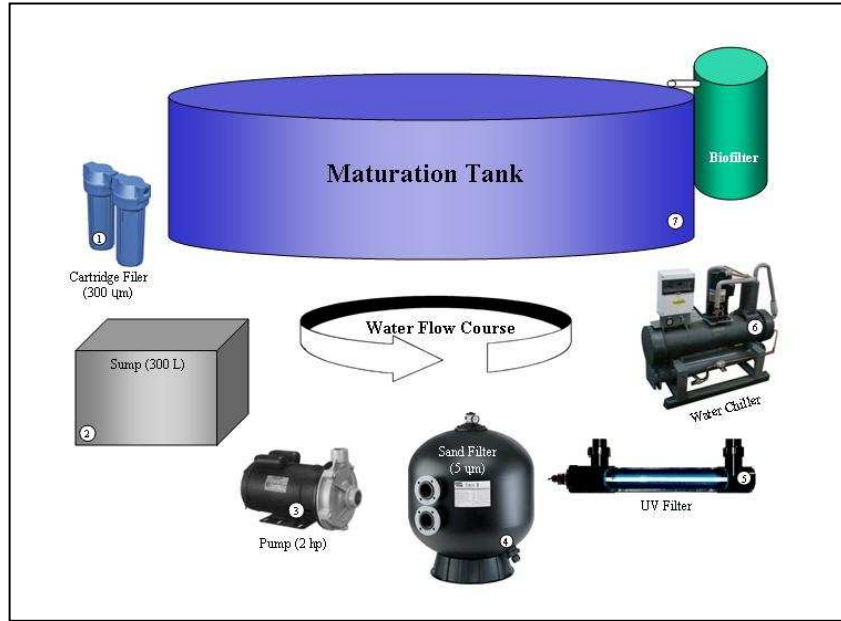 Biofilter
Maturation Tank
7
1
Cartridge Filer
(300 µm)
Water Flow Course
6
Sump (300 L)
Water Chiller
2
Sand Filter
(5 µm)
5
3
UV Filter
4
Pump (2 hp)